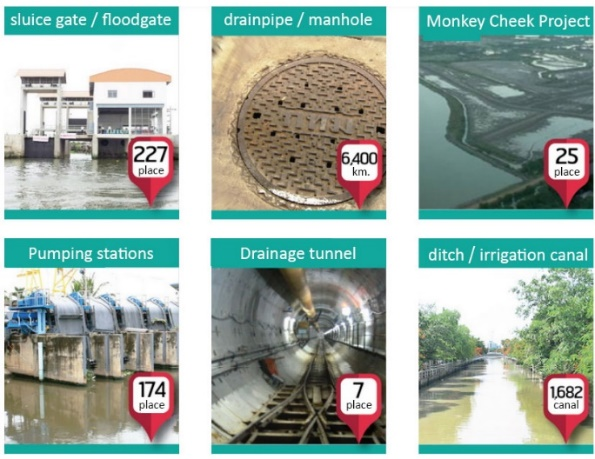 sluice gate / floodgate
227
place
drainpipe / manhole
6,400
km.
Monkey Cheek Project
25
place
Pumping stations
174
place
Drainage tunnel
7
place
ditch / irrigation canal
1,682
canal